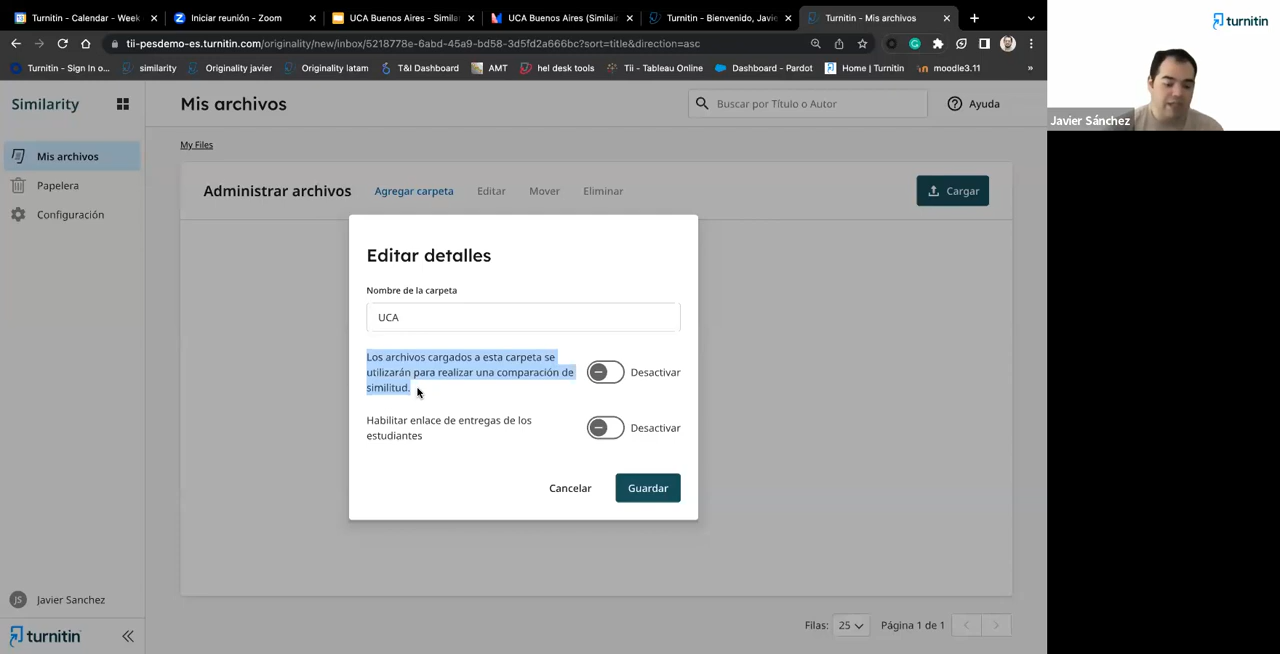 Turnitin - Calendar - Week
Iniciar reunión - Zoom
UCA Buenos Aires - Simila
UCA Buenos Aires (Similai
Turnitin - Bienvenido, Javie
Turnitin - Mis archivos
tii-pesdemo-es.turnitin.com/originality/new/inbox/5218778e-6abd-45a9-bd58-3d5fd2a666bc?sort=title&direction=asc
Turnitin - Sign In o...
similarity
Originality javier
Originality latam
T&I Dashboard
AMT
hel desk tools
Tii - Tableau Online
Dashboard - Pardot
Home | Turnitin
moodle3.11
»
turnitin
Javier Sánchez
Similarity
Mis archivos
Buscar por Título o Autor
Ayuda
Mis archivos
Papelera
Configuración
My Files
Administrar archivos
Agregar carpeta
Editar
Mover
Eliminar
Cargar
Editar detalles
Nombre de la carpeta
UCA
Los archivos cargados a esta carpeta se
utilizarán para realizar una comparación de
similitud.
Desactivar
Habilitar enlace de entregas de los
estudiantes
Desactivar
Cancelar
Guardar
JS
Javier Sanchez
turnitin
Filas:
25
Página 1 de 1